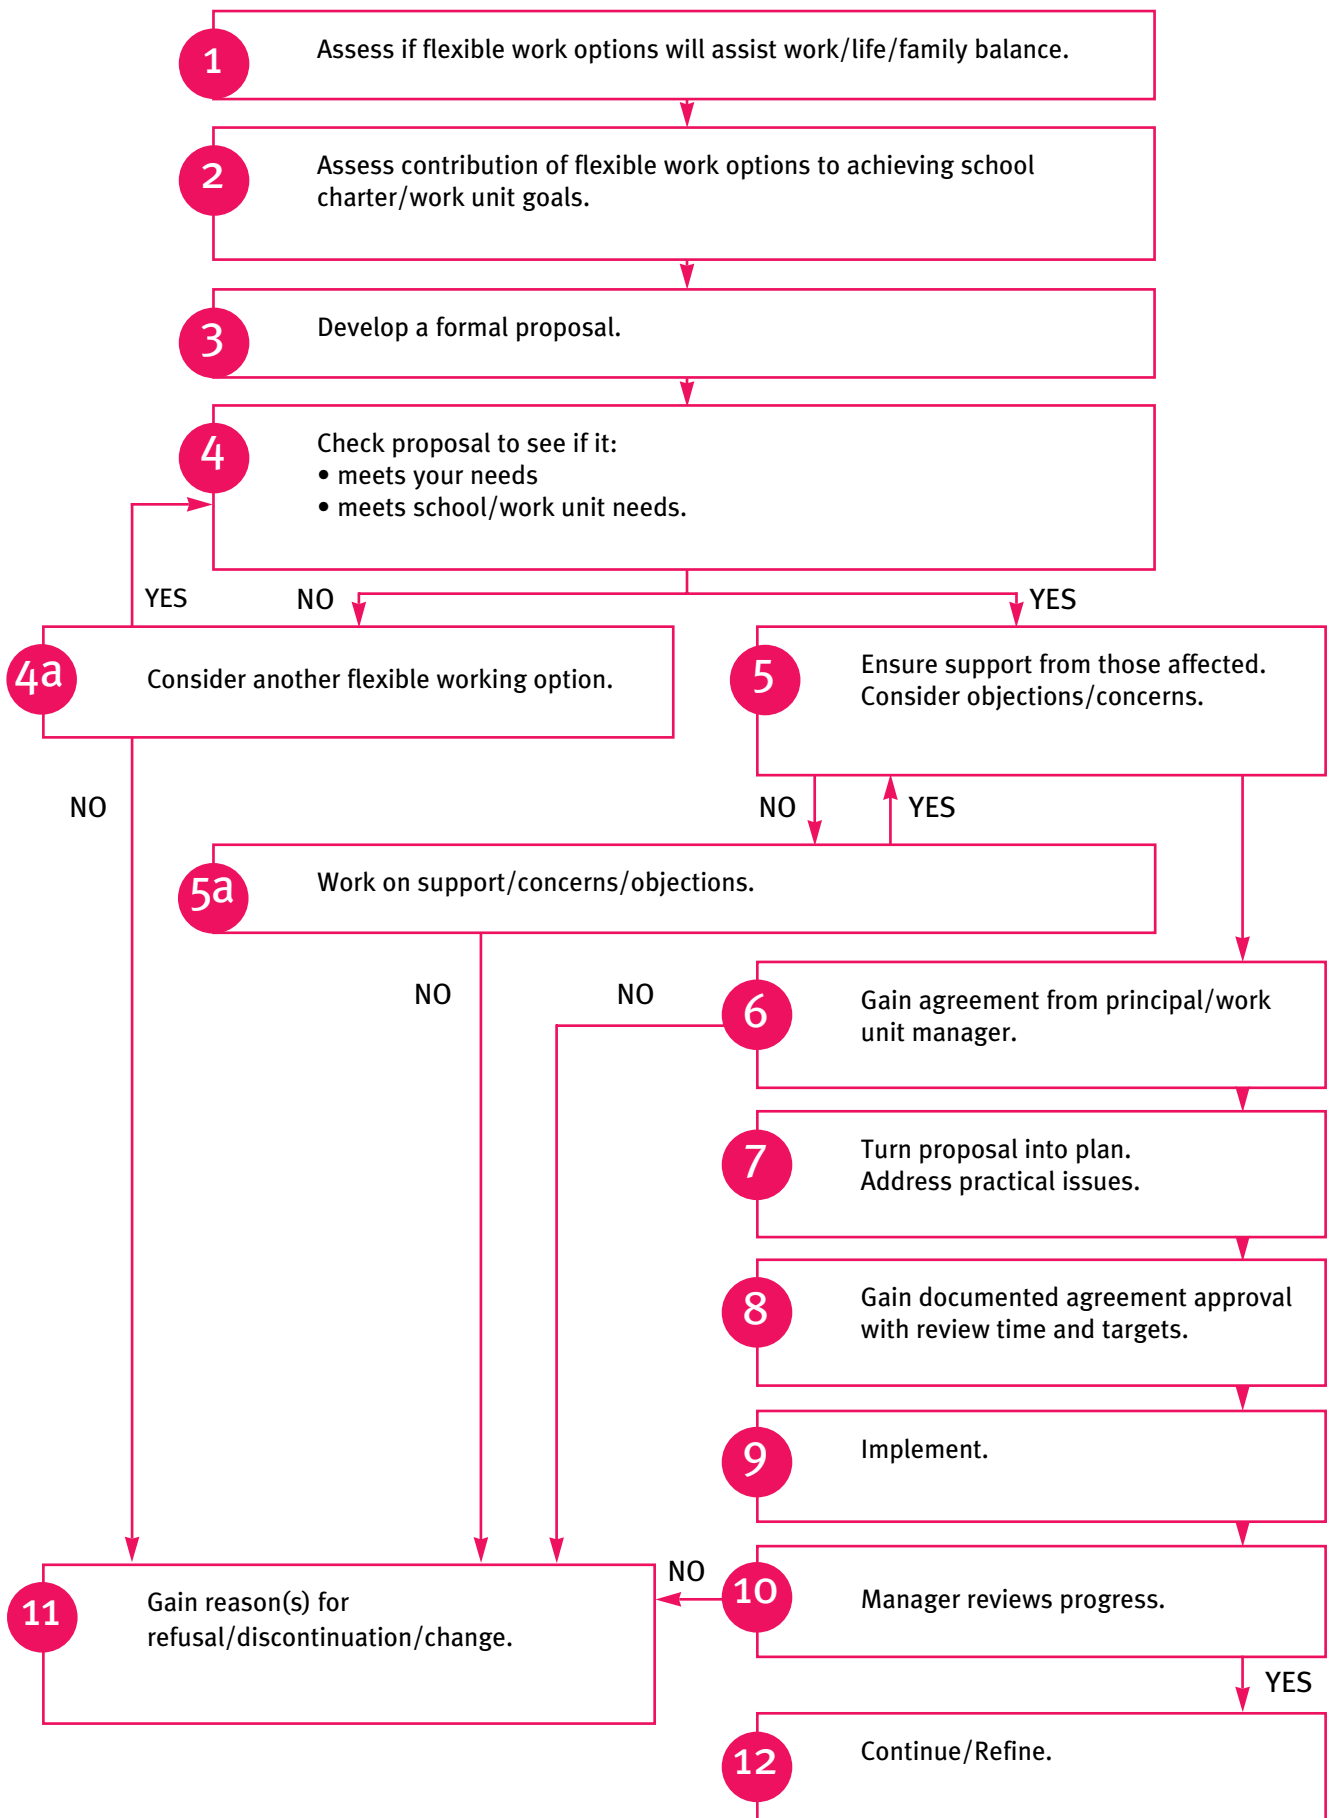 1
Assess if flexible work options will assist work/life/family balance.
2
Assess contribution of flexible work options to achieving school
charter/work unit goals.
3
Develop a formal proposal.
4
Check proposal to see if it:
• meets your needs
• meets school/work unit needs.
YES
NO
YES
4a
Consider another flexible working option.
5
Ensure support from those affected.
Consider objections/concerns.
NO
NO
YES
5a
Work on support/concerns/objections.
NO
NO
6
Gain agreement from principal/work
unit manager.
7
Turn proposal into plan.
Address practical issues.
8
Gain documented agreement approval
with review time and targets.
9
Implement.
NO
10
Manager reviews progress.
11
Gain reason(s) for
refusal/discontinuation/change.
YES
12
Continue/Refine.